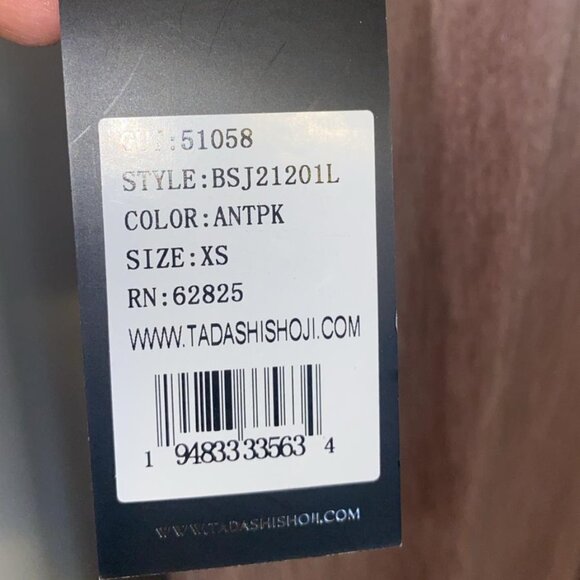 :51058
STYLE:BSJ21201L
COLOR:ANTPK
SIZE:XS
RN:62825
WWW.TADASHISHOJI.COM
1 94833 33563 4
WWW.TADASHISHOJI.COM